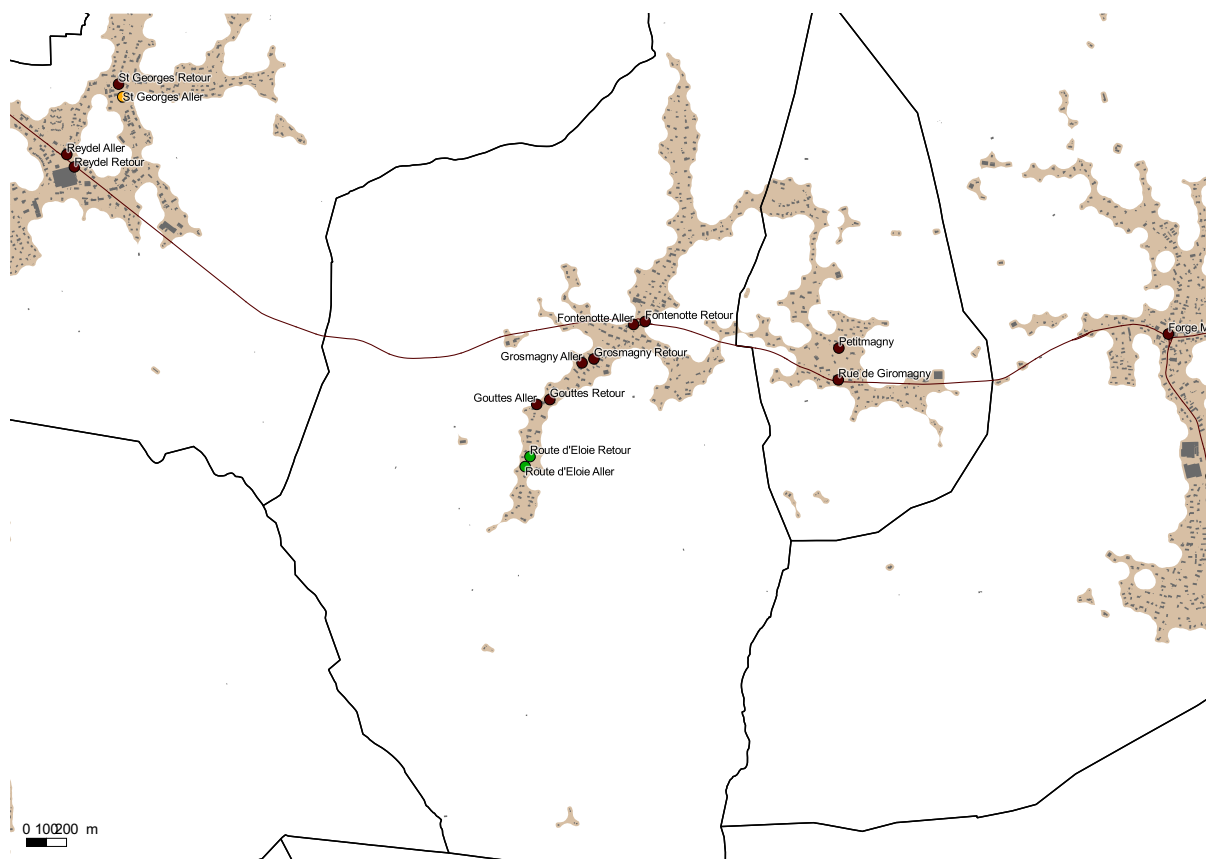 St Georges Retour
St Georges Aller
Reydel Aller
Reydel Retour
Fontenotte Aller
Fontenotte Retour
Forge M
Petitmagny
Grosmagny Aller
Grosmagny Retour
Rue de Giromagny
Gouttes Aller
Gouttes Retour
Route d'Eloie Retour
Route d'Eloie Aller
0 100 200 m